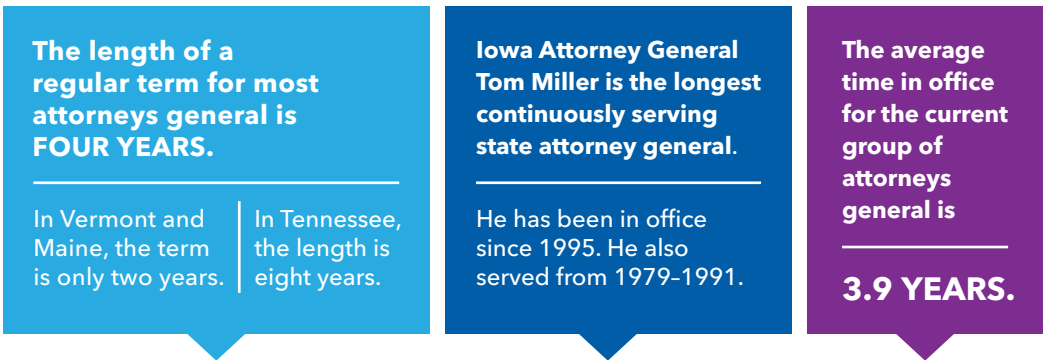 The length of a
regular term for most
attorneys general is
FOUR YEARS.
In Vermont and
Maine, the term
is only two years.
In Tennessee,
the length is
eight years.
Iowa Attorney General
Tom Miller is the longest
continuously serving
state attorney general.
He has been in office
since 1995. He also
served from 1979–1991.
The average
time in office
for the current
group of
attorneys
general is
3.9 YEARS.